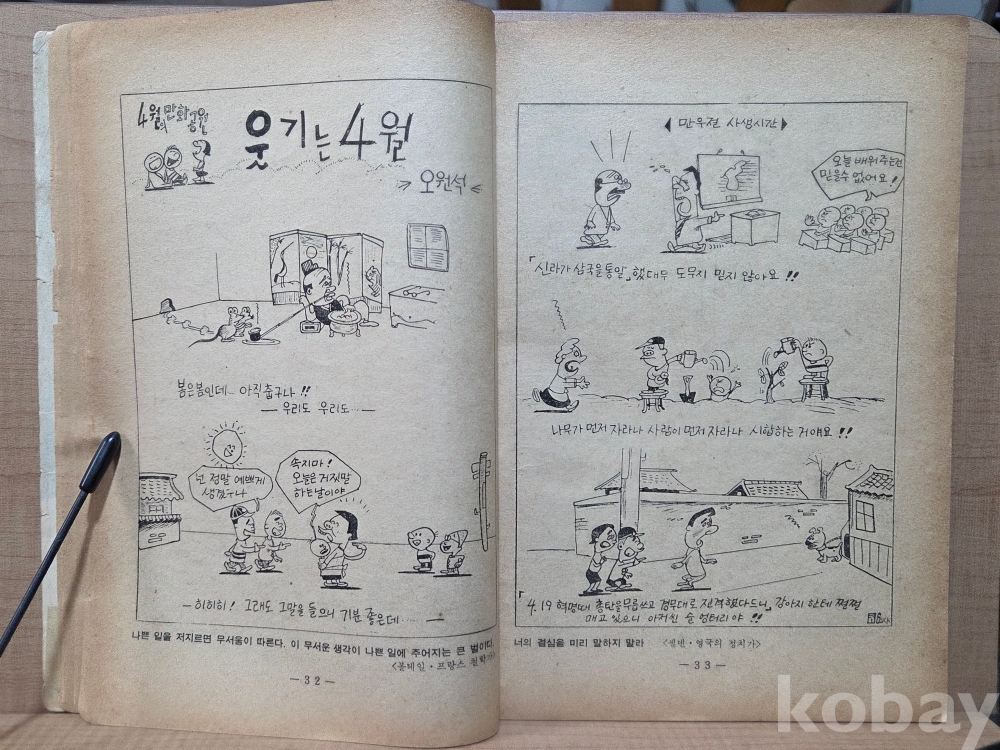 4월의 만화공원
웃기는 4월
오원석
봄은봄인데... 아직춥구나 !!
— 우리도 우리도 … —
넌 정말 예쁘게
생겼구나
속지마!
오늘은 거짓말
하는날이야
— 히히히! 그래도 그말을 들으니 기분 좋은데 ……
나쁜 일을 저지르면 무서움이 따른다. 이 무서운 생각이 나쁜 일에 주어지는 큰 벌이다.
<볼테일·프랑스 철학가>
— 32 —
◀ 만우절 사생시간 ▶
오늘 배워주는건
믿을수 없어요!
「신라가 삼국을통일」했대두 도무지 믿지 않아요 !!
나무가 먼저 자라나 사람이 먼저 자라나 시합하는 거얘요 !!
「4.19 혁명때 총탄을무릅쓰고 경무대로 진격했다드니」 강아지 한테 쩔쩔
매고 있으니 아저씬 순 엉터리야 !!
너의 결심을 미리 말하지 말라
영국의 정치가>
— 33 —
kobay